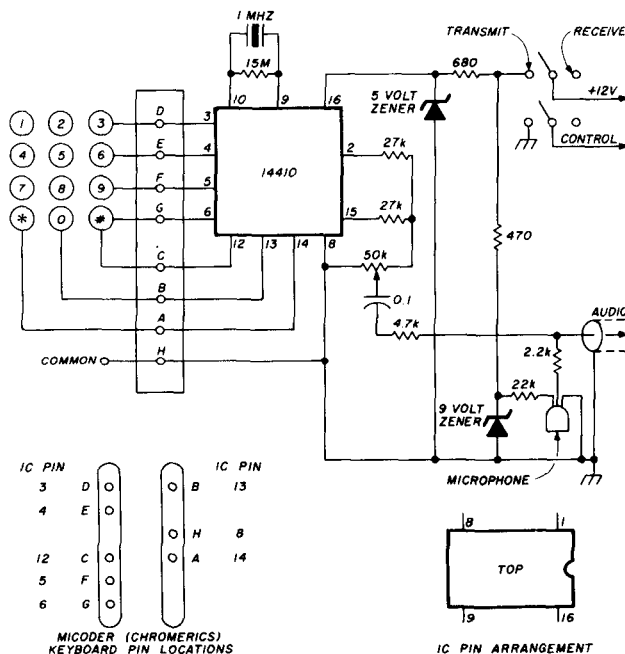 1 MHZ
15M
10 9 16
TRANSMIT RECEIVE
680
+12V
5 VOLT
ZENER
CONTROL
1 2 3 D 3
4 5 6 E 4
7 8 9 F 5
* 0 # G 6
14410
2 27k
15 27k
12 13 14 8
C
B
A
COMMON H
50k
0.1
4.7k
470
AUDIO
2.2k
22k
9 VOLT
ZENER
MICROPHONE
IC PIN IC PIN
3 D B 13
4 E
H 8
12 C A 14
5 F
6 G
MICODER (CHROMERICS)
KEYBOARD PIN LOCATIONS
8 1
TOP
9 16
IC PIN ARRANGEMENT